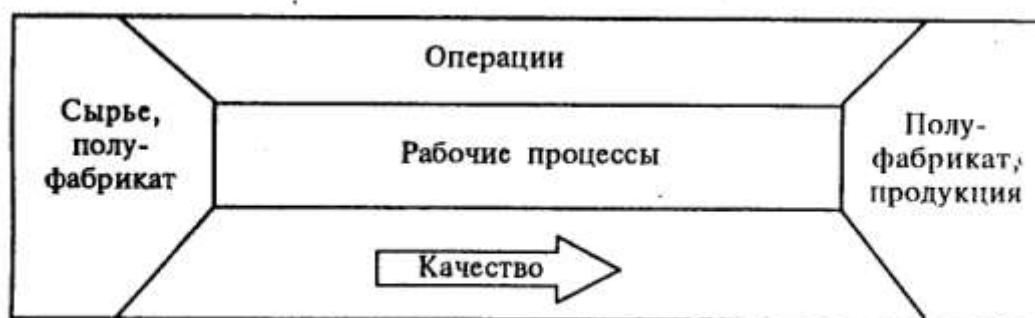 Операции
Сырье,
полу-
фабрикат
Рабочие процессы
Полу-
фабрикат,
продукция
Качество